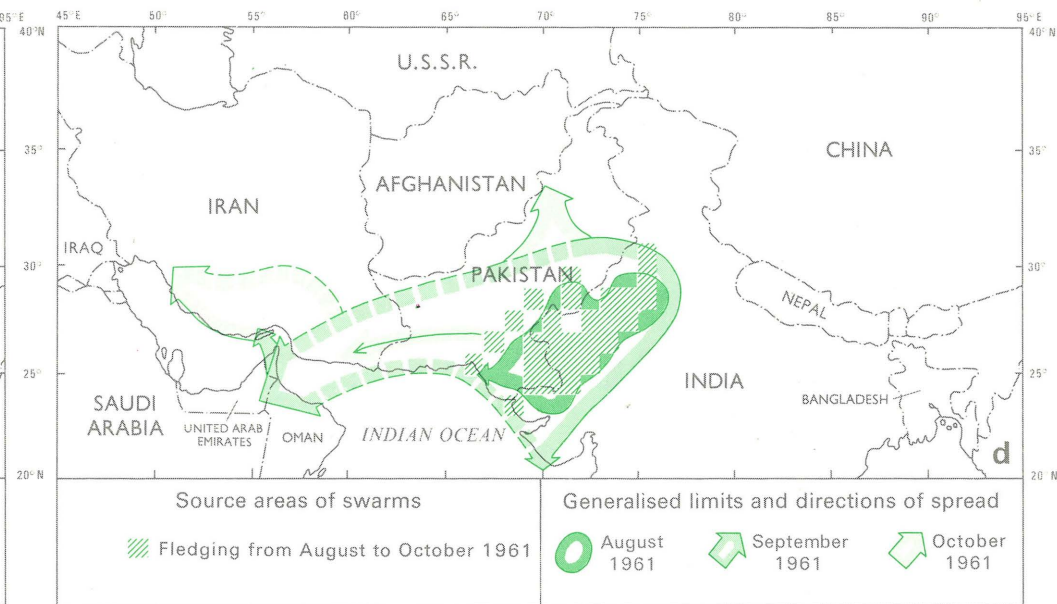 95°E 45°E 50° 55° 60° 65° 70° 75° 80° 85° 90° 95°E
40°N 40°N
U.S.S.R.
35° 35°
CHINA
AFGHANISTAN
IRAN
IRAQ
30° PAKISTAN 30°
NEPAL
25° INDIA 25°
BANGLADESH
SAUDI
ARABIA
UNITED ARAB
EMIRATES
OMAN
INDIAN OCEAN
d
20°N 20°N
Source areas of swarms
Fledging from August to October 1961
Generalised limits and directions of spread
August
1961
September
1961
October
1961